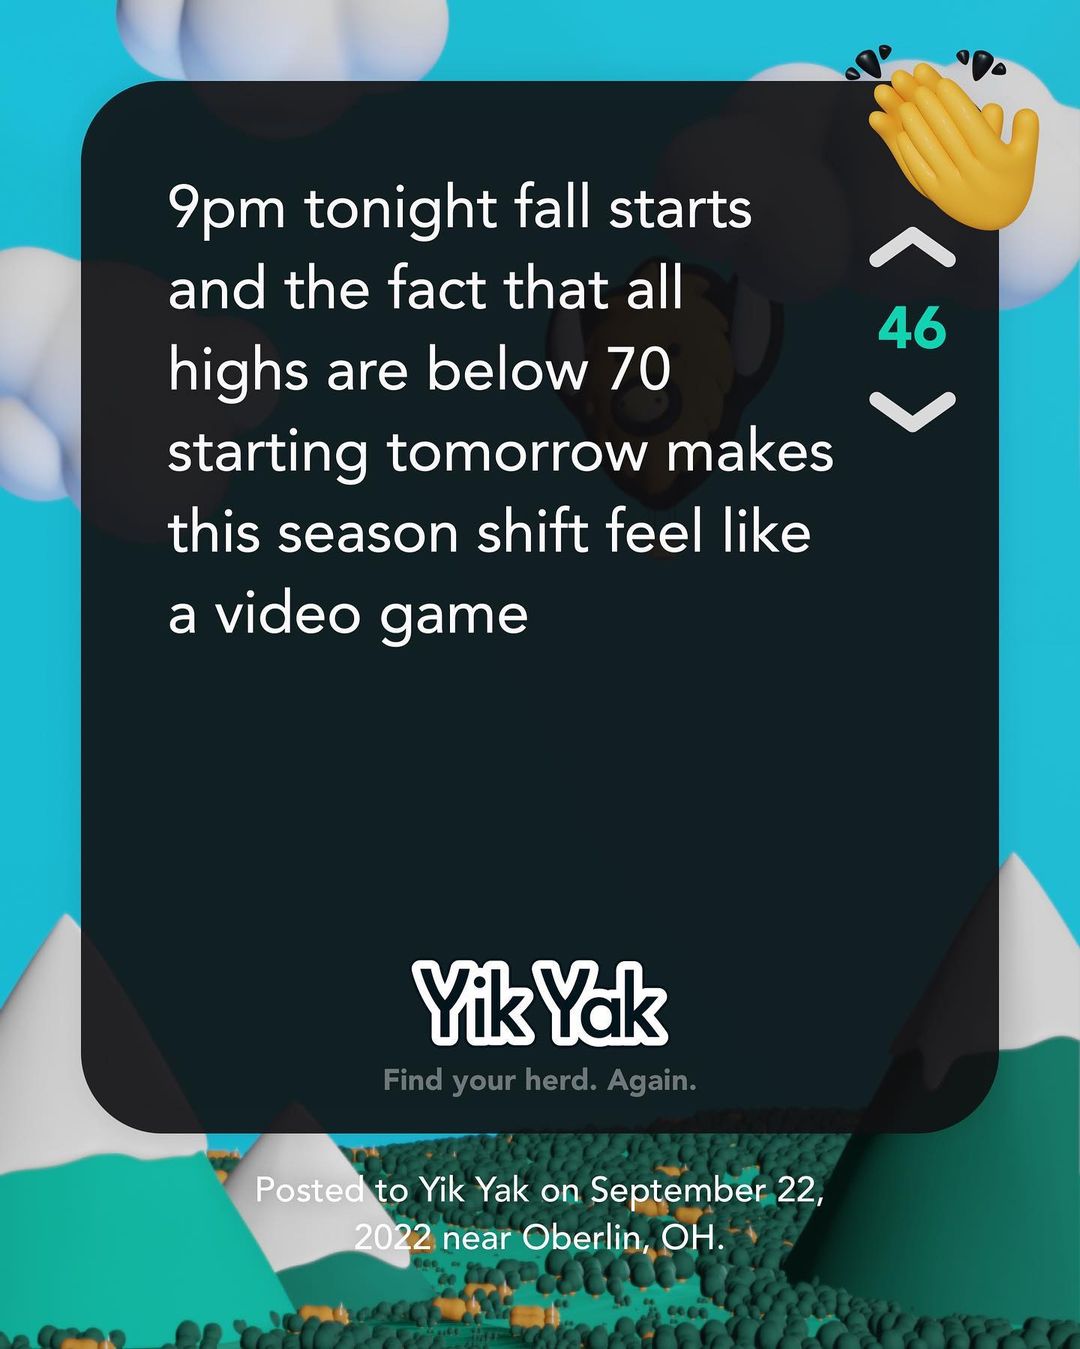 9pm tonight fall starts
and the fact that all
highs are below 70
starting tomorrow makes
this season shift feel like
a video game
46
Yik Yak
Find your herd. Again.
Posted to Yik Yak on September 22,
2022 near Oberlin, OH.